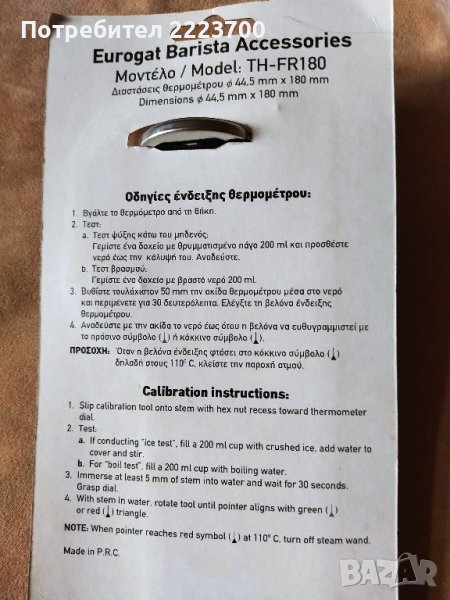 Потребител 2223700
Eurogat Barista Accessories
Μοντέλο / Model: TH-FR180
Διαστάσεις θερμομέτρου ϕ 44,5 mm x 180 mm
Dimensions ϕ 44,5 mm x 180 mm
Οδηγίες ένδειξης θερμομέτρου:
1. Βγάλτε το θερμόμετρο από τη θήκη.
2. Τεστ:
a. Τεστ ψύξης κάτω του μηδενός:
Γεμίστε ένα δοχείο με θρυμματισμένο πάγο 200 ml και προσθέστε
νερό έως την κάλυψή του. Αναδεύστε.
b. Τεστ βρασμού:
Γεμίστε ένα δοχείο με βραστό νερό 200 ml.
3. Βυθίστε τουλάχιστον 50 mm την ακίδα θερμομέτρου μέσα στο νερό
και περιμένετε για 30 δευτερόλεπτα. Ελέγξτε τη βελόνα ένδειξης
θερμομέτρου.
4. Αναδεύστε με την ακίδα το νερό έως ότου η βελόνα να ευθυγραμμιστεί με
το πράσινο σύμβολο (▲) ή κόκκινο σύμβολο (▲).
ΠΡΟΣΟΧΗ: Όταν η βελόνα ένδειξης φτάσει στο κόκκινο σύμβολο (▲)
δηλαδή στους 110° C, κλείστε την παροχή ατμού.
Calibration instructions:
1. Slip calibration tool onto stem with hex nut recess toward thermometer
dial.
2. Test:
a. If conducting "ice test", fill a 200 ml cup with crushed ice, add water to
cover and stir.
b. For "boil test", fill a 200 ml cup with boiling water.
3. Immerse at least 5 mm of stem into water and wait for 30 seconds.
Grasp dial.
4. With stem in water, rotate tool until pointer aligns with green (▲)
or red (▲) triangle.
NOTE: When pointer reaches red symbol (▲) at 110° C, turn off steam wand.
Made in P.R.C.
BAZAR